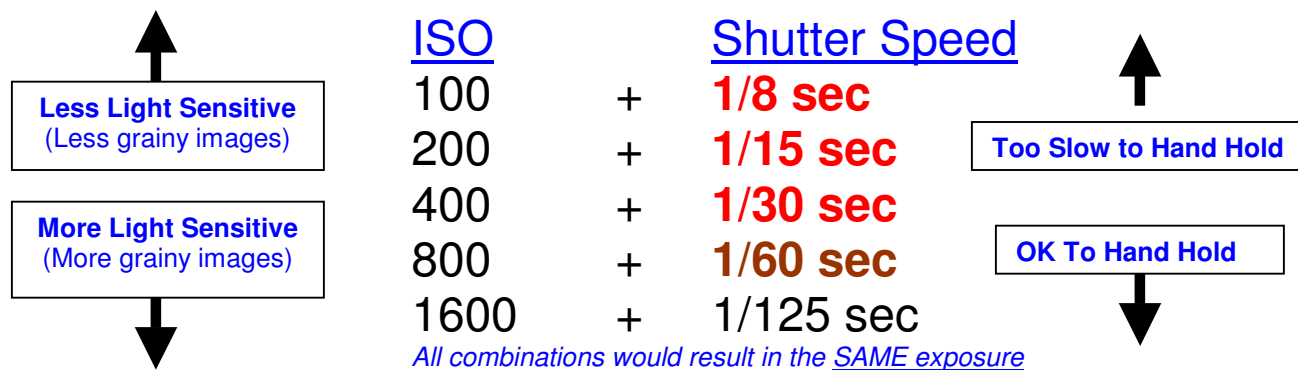 ISO Shutter Speed
Less Light Sensitive
(Less grainy images)
More Light Sensitive
(More grainy images)
100 + 1/8 sec
200 + 1/15 sec
400 + 1/30 sec
800 + 1/60 sec
1600 + 1/125 sec
Too Slow to Hand Hold
OK To Hand Hold
All combinations would result in the SAME exposure